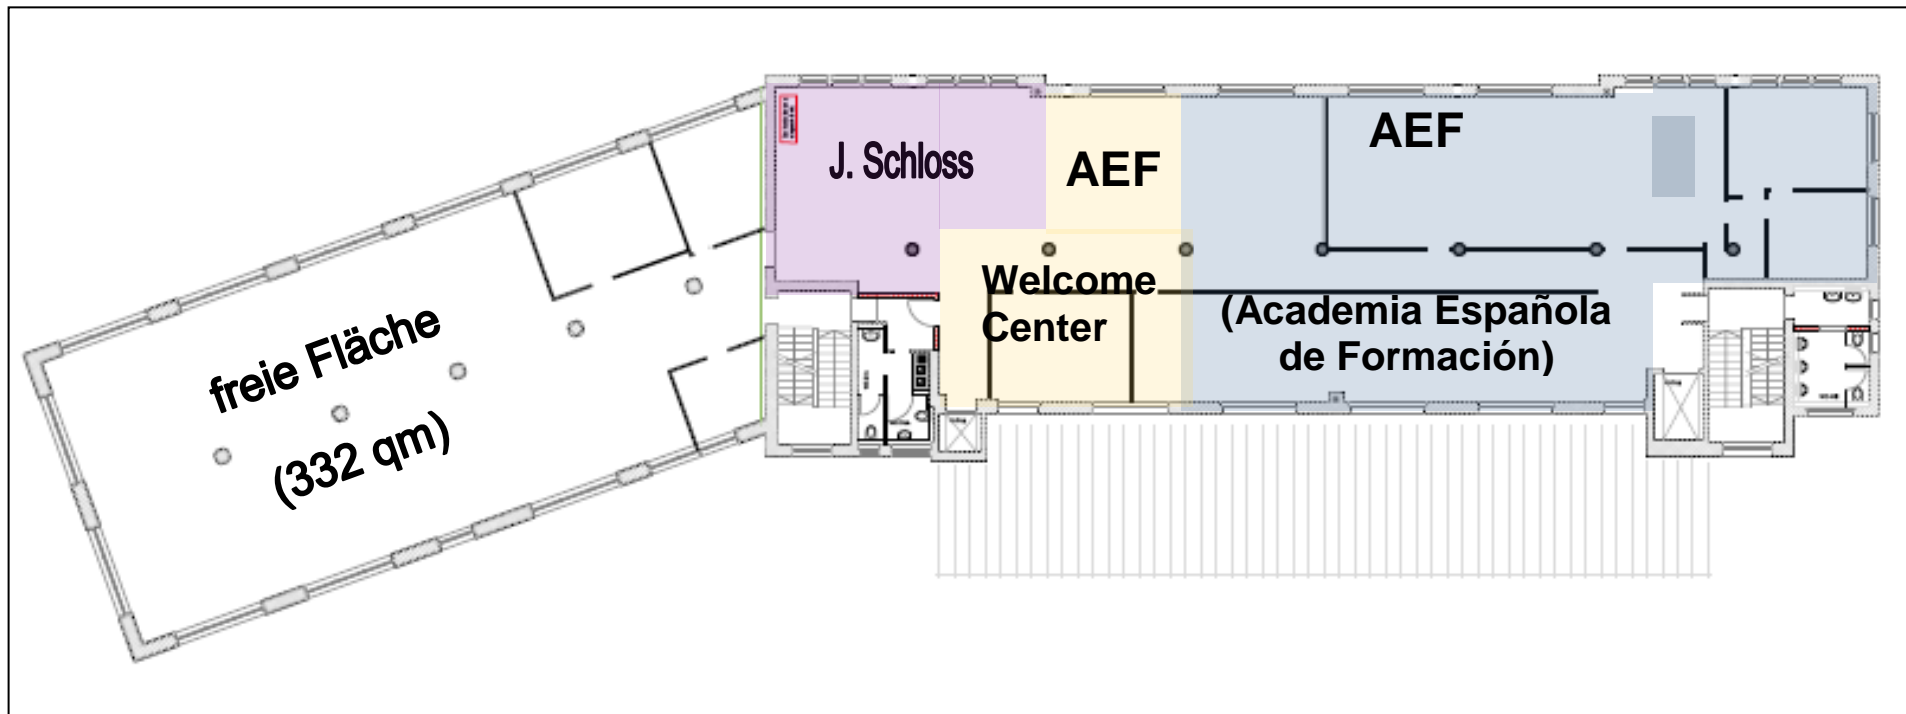 J. Schloss
AEF
AEF
Welcome
Center
(Academia Española
de Formación)
freie Fläche
(332 qm)